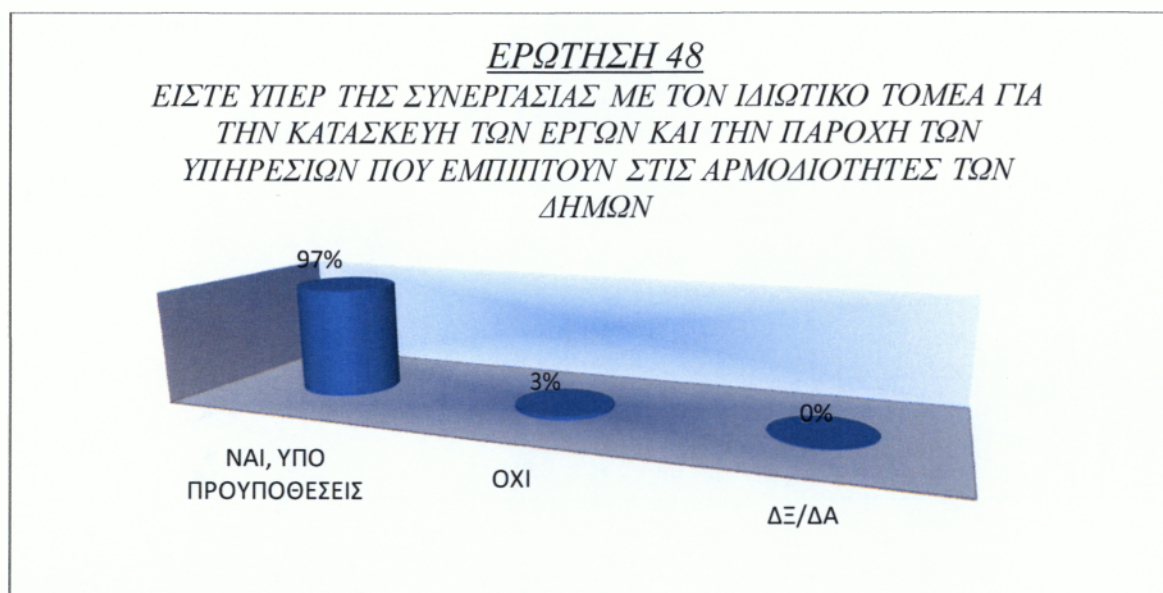 ΕΡΩΤΗΣΗ 48
ΕΙΣΤΕ ΥΠΕΡ ΤΗΣ ΣΥΝΕΡΓΑΣΙΑΣ ΜΕ ΤΟΝ ΙΔΙΩΤΙΚΟ ΤΟΜΕΑ ΓΙΑ
ΤΗΝ ΚΑΤΑΣΚΕΥΗ ΤΩΝ ΕΡΓΩΝ ΚΑΙ ΤΗΝ ΠΑΡΟΧΗ ΤΩΝ
ΥΠΗΡΕΣΙΩΝ ΠΟΥ ΕΜΠΙΠΤΟΥΝ ΣΤΙΣ ΑΡΜΟΔΙΟΤΗΤΕΣ ΤΩΝ
ΔΗΜΩΝ
97%
3%
0%
ΝΑΙ, ΥΠΟ
ΠΡΟΥΠΟΘΕΣΕΙΣ
ΟΧΙ
ΔΞ/ΔΑ